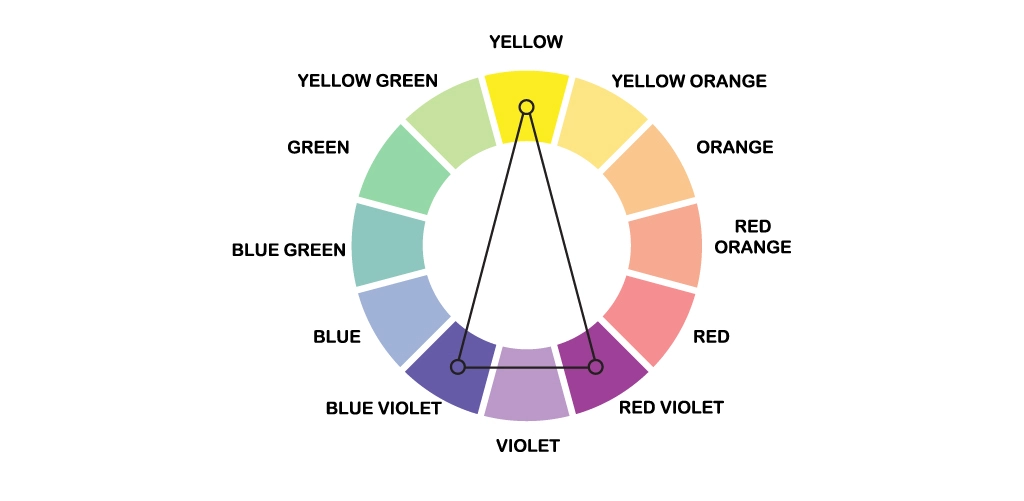 YELLOW
YELLOW GREEN
YELLOW ORANGE
GREEN
ORANGE
RED
ORANGE
BLUE GREEN
BLUE
RED
BLUE VIOLET
RED VIOLET
VIOLET